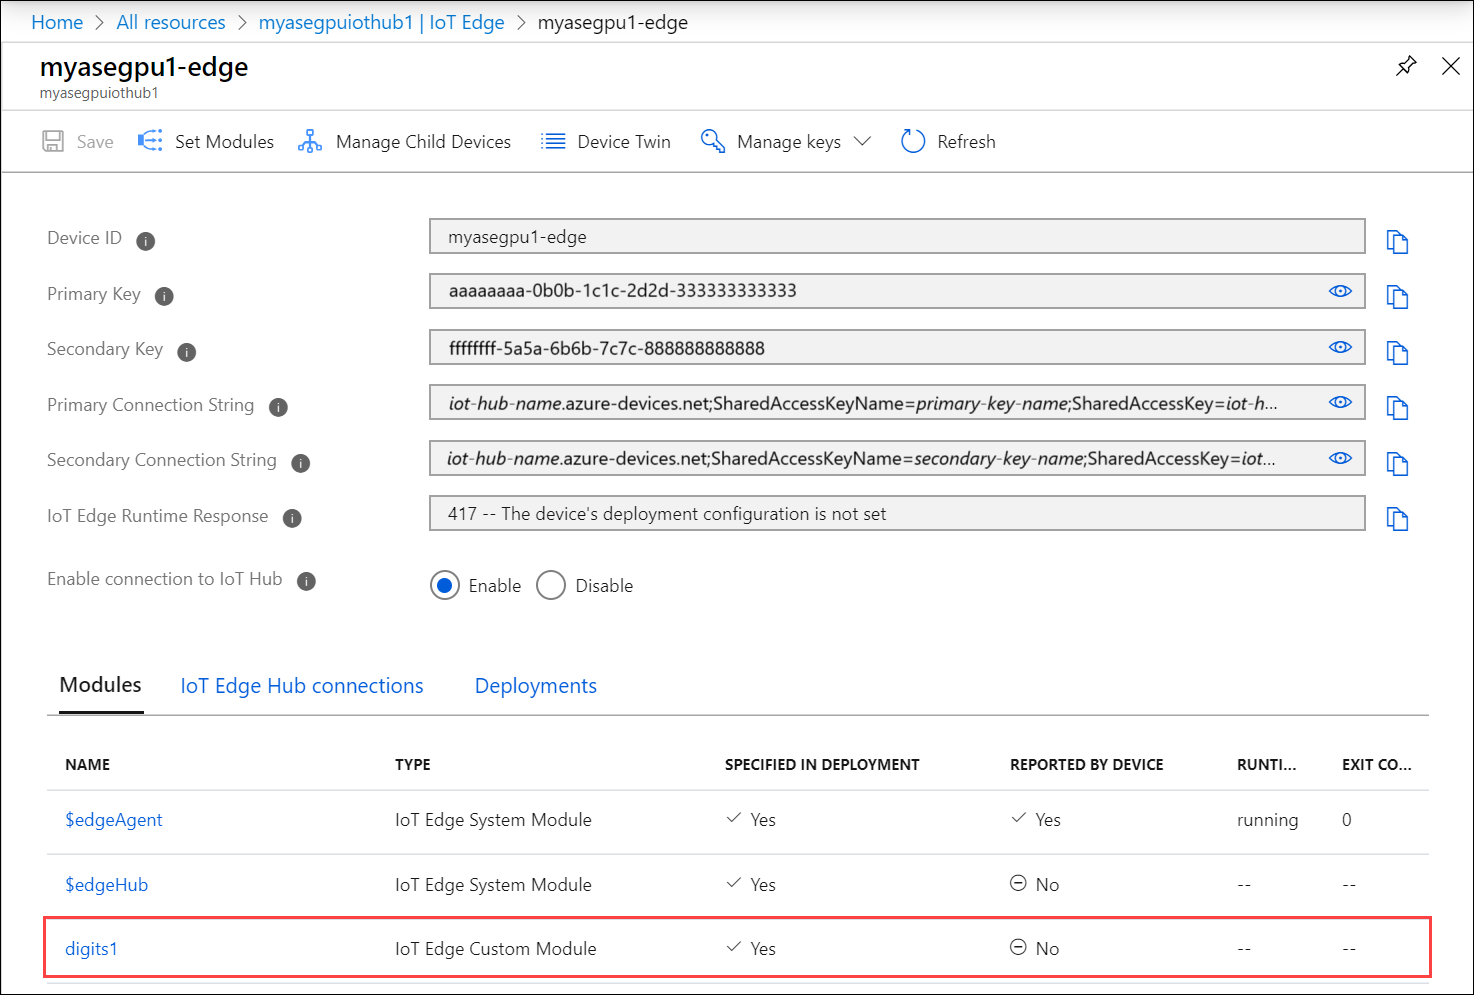 Home > All resources > myasegpuiothub1 | IoT Edge > myasegpu1-edge
myasegpu1-edge
myasegpuiothub1
Save Set Modules Manage Child Devices Device Twin Manage keys Refresh
Device ID myasegpu1-edge
Primary Key aaaaaaaa-0b0b-1c1c-2d2d-333333333333
Secondary Key ffffffff-5a5a-6b6b-7c7c-888888888888
Primary Connection String iot-hub-name.azure-devices.net;SharedAccessKeyName=primary-key-name;SharedAccessKey=iot-h...
Secondary Connection String iot-hub-name.azure-devices.net;SharedAccessKeyName=secondary-key-name;SharedAccessKey=iot...
IoT Edge Runtime Response 417 -- The device's deployment configuration is not set
Enable connection to IoT Hub Enable Disable
Modules IoT Edge Hub connections Deployments
NAME TYPE SPECIFIED IN DEPLOYMENT REPORTED BY DEVICE RUNTI... EXIT CO...
$edgeAgent IoT Edge System Module Yes Yes running 0
$edgeHub IoT Edge System Module Yes No -- --
digits1 IoT Edge Custom Module Yes No -- --